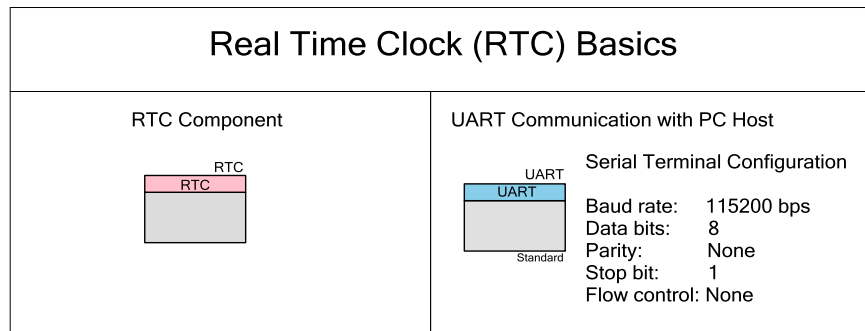 Real Time Clock (RTC) Basics
RTC Component
RTC
RTC
UART Communication with PC Host
UART
UART
Standard
Serial Terminal Configuration
Baud rate: 115200 bps
Data bits: 8
Parity: None
Stop bit: 1
Flow control: None